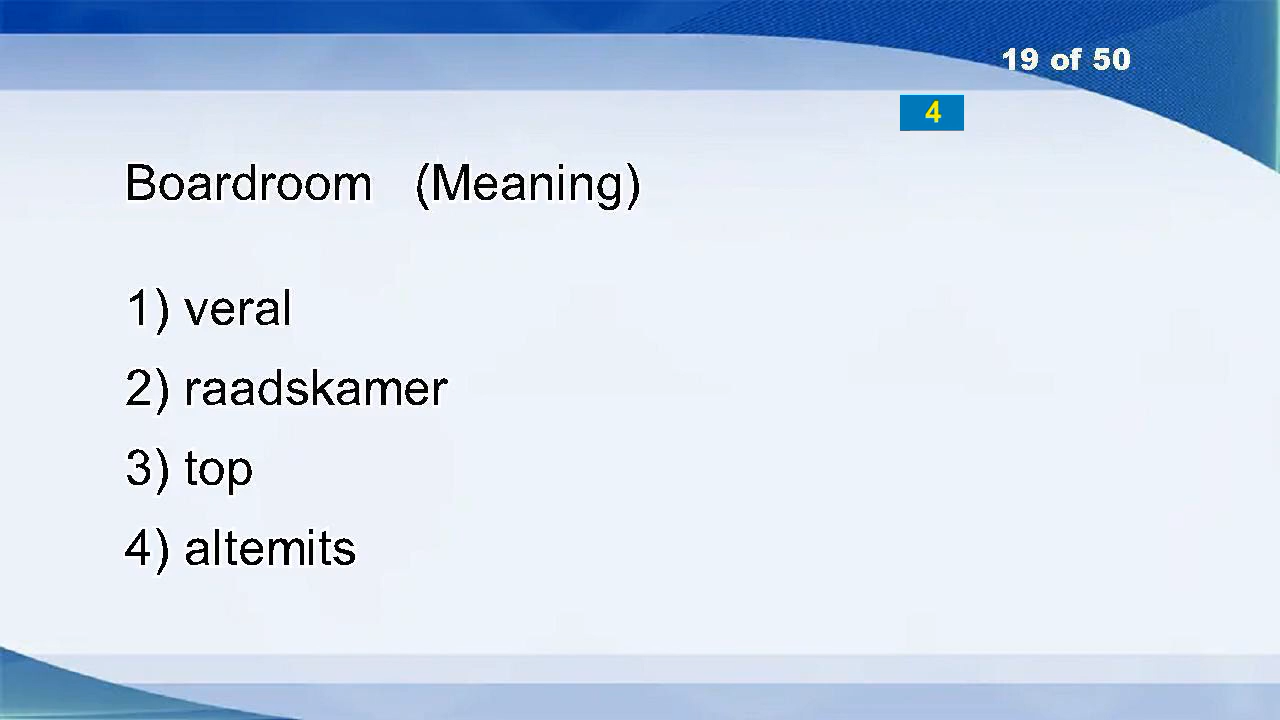 19 of 50
4
Boardroom (Meaning)
1) veral
2) raadskamer
3) top
4) altemits